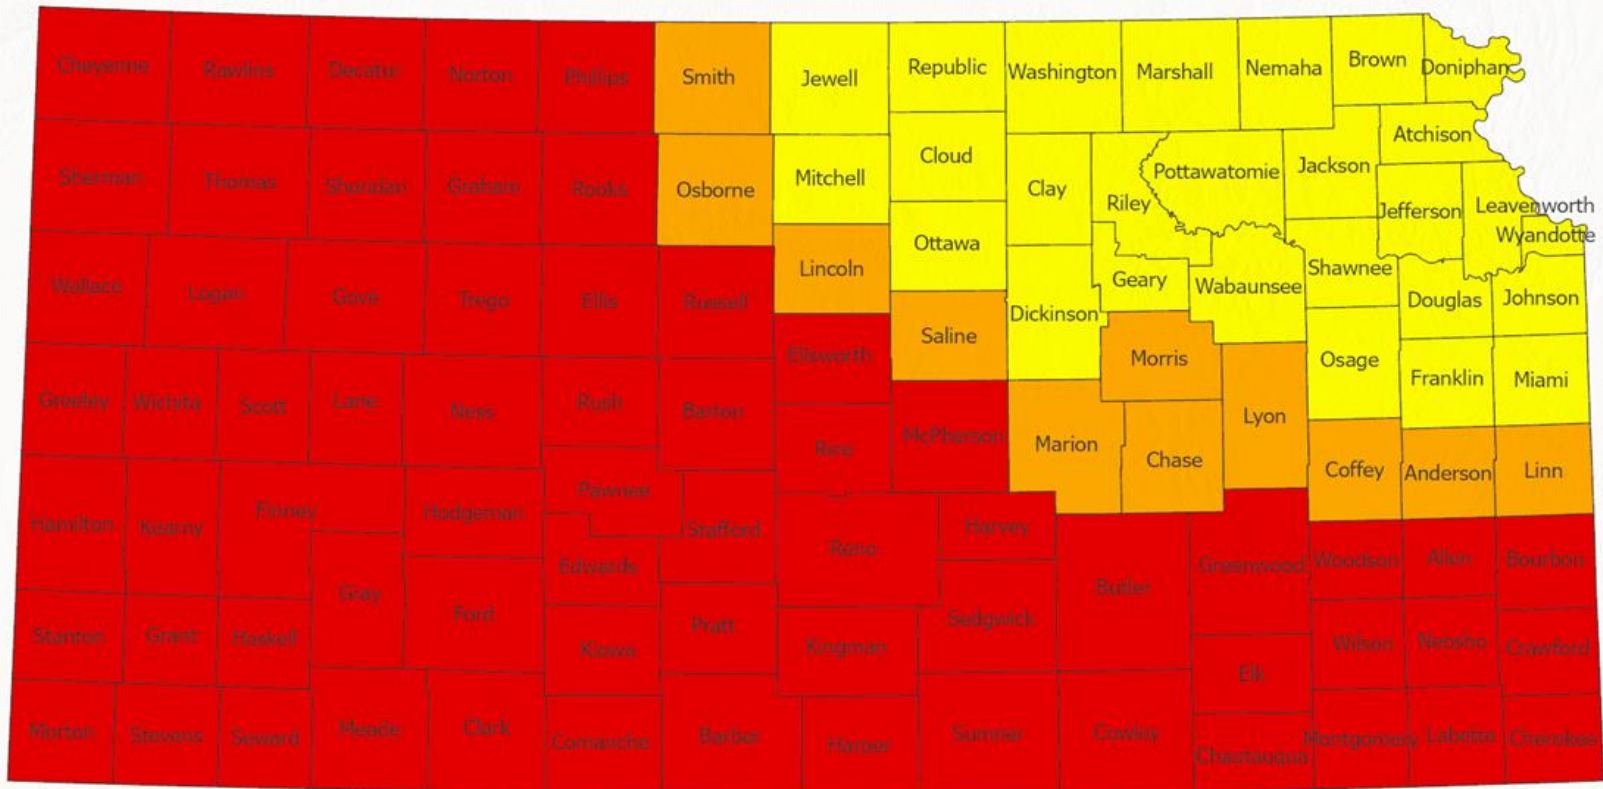 Cheyenne Rawlins Decatur Norton Phillips Smith Jewell Republic Washington Marshall Nemaha Brown Doniphan
Atchison
Sherman Thomas Sheridan Graham Rooks Osborne Mitchell Cloud Clay Riley Pottawatomie Jackson Jefferson Leavenworth
Wyandotte
Wallace Logan Gove Trego Ellis Russell Lincoln Ottawa Dickinson Geary Wabaunsee Shawnee Douglas Johnson
Ellsworth Saline Morris Osage Franklin Miami
Greeley Wichita Scott Lane Ness Rush Barton Rice McPherson Marion Chase Lyon Coffey Anderson Linn
Hamilton Kearny Finney Hodgeman Pawnee Stafford Reno Harvey
Edwards Butler Greenwood Woodson Allen Bourbon
Gray Ford Pratt Sedgwick
Stanton Grant Haskell Kiowa Kingman Elk Wilson Neosho Crawford
Morton Stevens Seward Meade Clark Comanche Barber Harper Sumner Cowley Chautauqua Montgomery Labette Cherokee